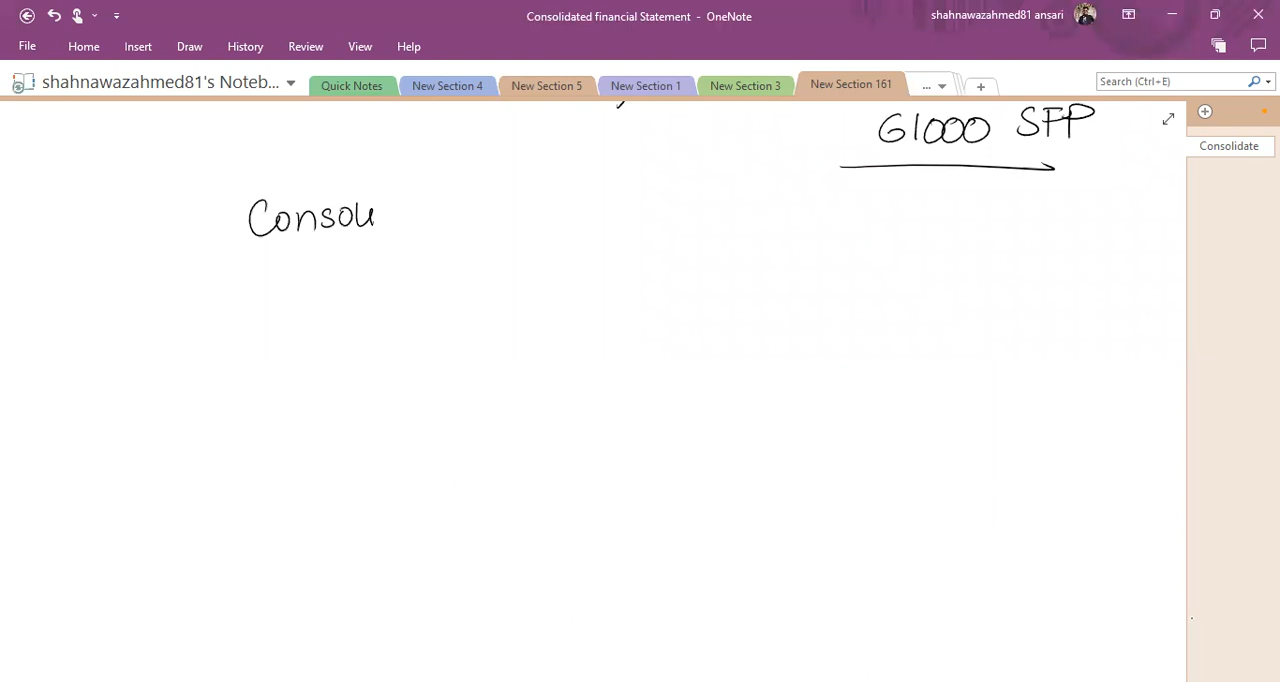 Consolidated financial Statement - OneNote
shahnawazahmed81 ansari
File Home Insert Draw History Review View Help
shahnawazahmed81's Noteb...
Quick Notes New Section 4 New Section 5 New Section 1 New Section 3 New Section 161 ... +
Search (Ctrl+E)
61000 SFP
Consolidate
Consoli